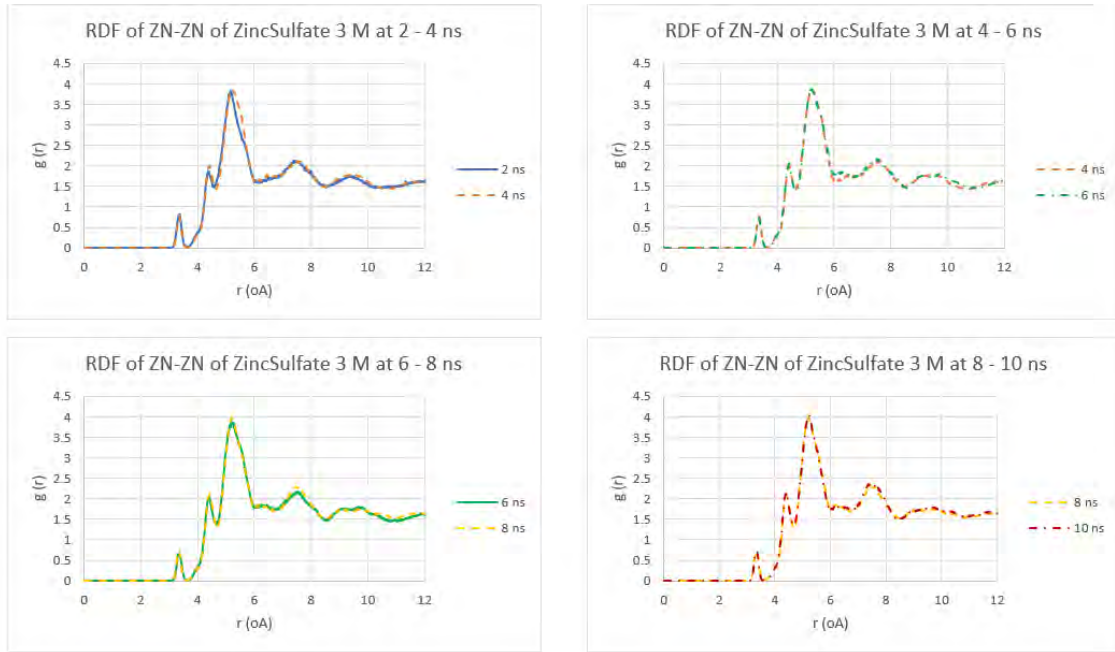 RDF of ZN-ZN of ZincSulfate 3 M at 2 - 4 ns
4.5
4
3.5
3
2.5
2
1.5
1
0.5
0
g (r)
0 2 4 6 8 10 12
r (oA)
2 ns
4 ns
RDF of ZN-ZN of ZincSulfate 3 M at 4 - 6 ns
4.5
4
3.5
3
2.5
2
1.5
1
0.5
0
g (r)
0 2 4 6 8 10 12
r (oA)
4 ns
6 ns
RDF of ZN-ZN of ZincSulfate 3 M at 6 - 8 ns
4.5
4
3.5
3
2.5
2
1.5
1
0.5
0
g (r)
0 2 4 6 8 10 12
r (oA)
6 ns
8 ns
RDF of ZN-ZN of ZincSulfate 3 M at 8 - 10 ns
4.5
4
3.5
3
2.5
2
1.5
1
0.5
0
g (r)
0 2 4 6 8 10 12
r (oA)
8 ns
10 ns